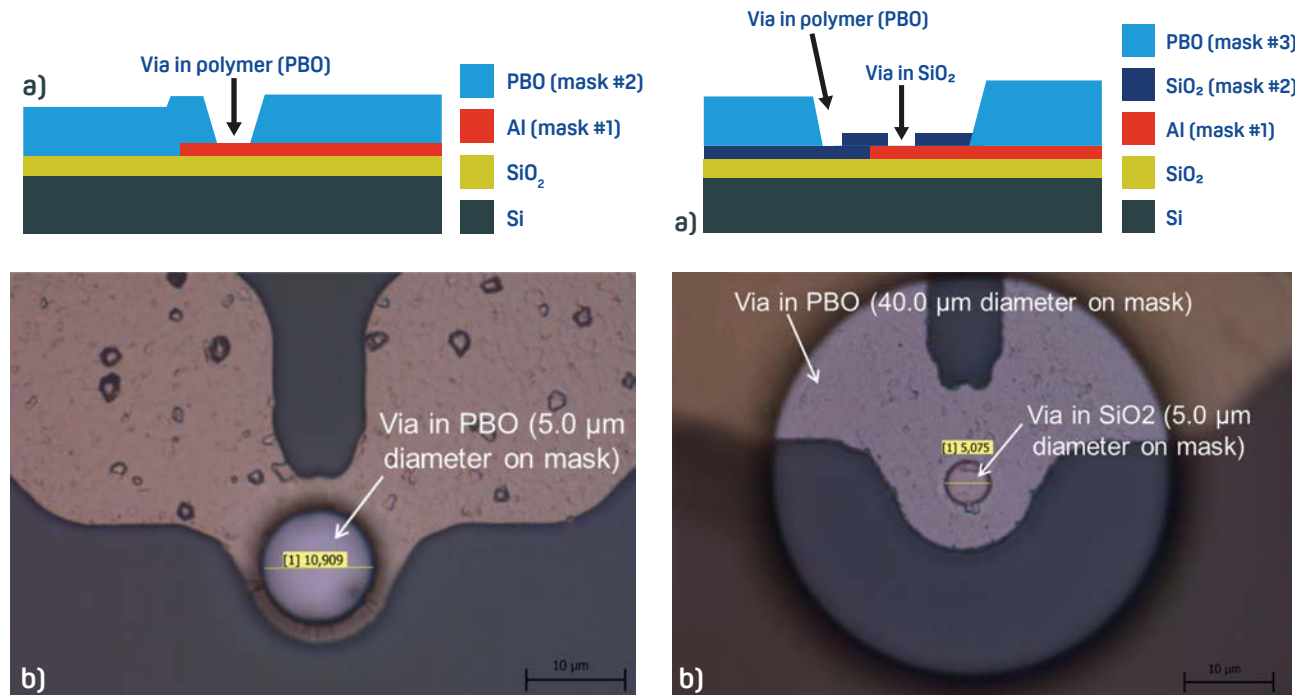 a)
Via in polymer (PBO)
PBO (mask #2)
Al (mask #1)
SiO₂
Si
Via in polymer (PBO)
Via in SiO₂
PBO (mask #3)
SiO₂ (mask #2)
Al (mask #1)
SiO₂
Si
a)
Via in PBO (5.0 µm
diameter on mask)
[1] 10,909
10 µm
b)
Via in PBO (40.0 µm diameter on mask)
Via in SiO2 (5.0 µm
diameter on mask)
[1] 5,075
10 µm
b)